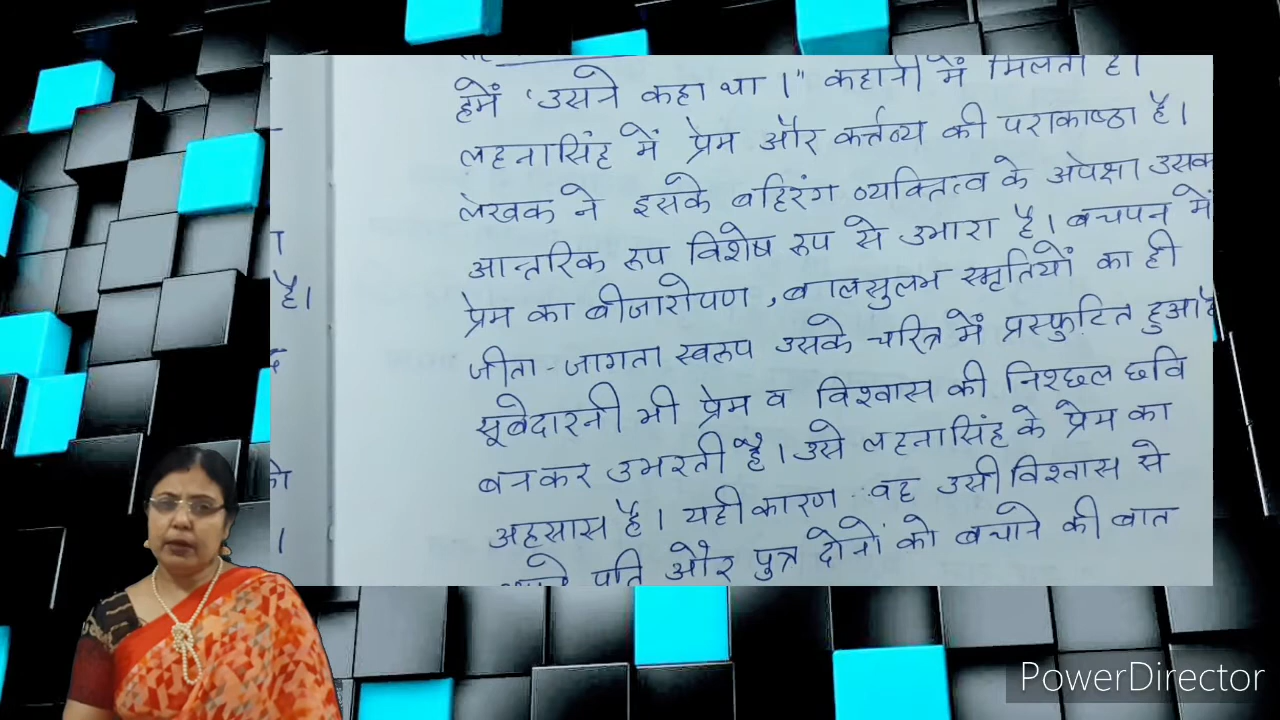 हमें 'उसने कहा था।" कहानी में मिलता है।
लहनासिंह में प्रेम और कर्त्तव्य की पराकाष्ठा है।
लेखक ने इसके बहिरंग व्यक्तित्व के अपेक्षा उसक
आन्तरिक रूप विशेष रूप से उभारा है। बचपन में
प्रेम का बीजारोपण, बालसुलभ स्मृतियों का ही
जीता-जागता स्वरूप उसके चरित्र में प्रस्फुटित हुआ है
सूबेदारनी भी प्रेम व विश्वास की निश्छल छवि
बनकर उभरती है। उसे लहनासिंह के प्रेम का
अहसास है। यही कारण वह उसी विश्वास से
पति और पुत्र दोनों को बचाने की बात
है।
PowerDirector